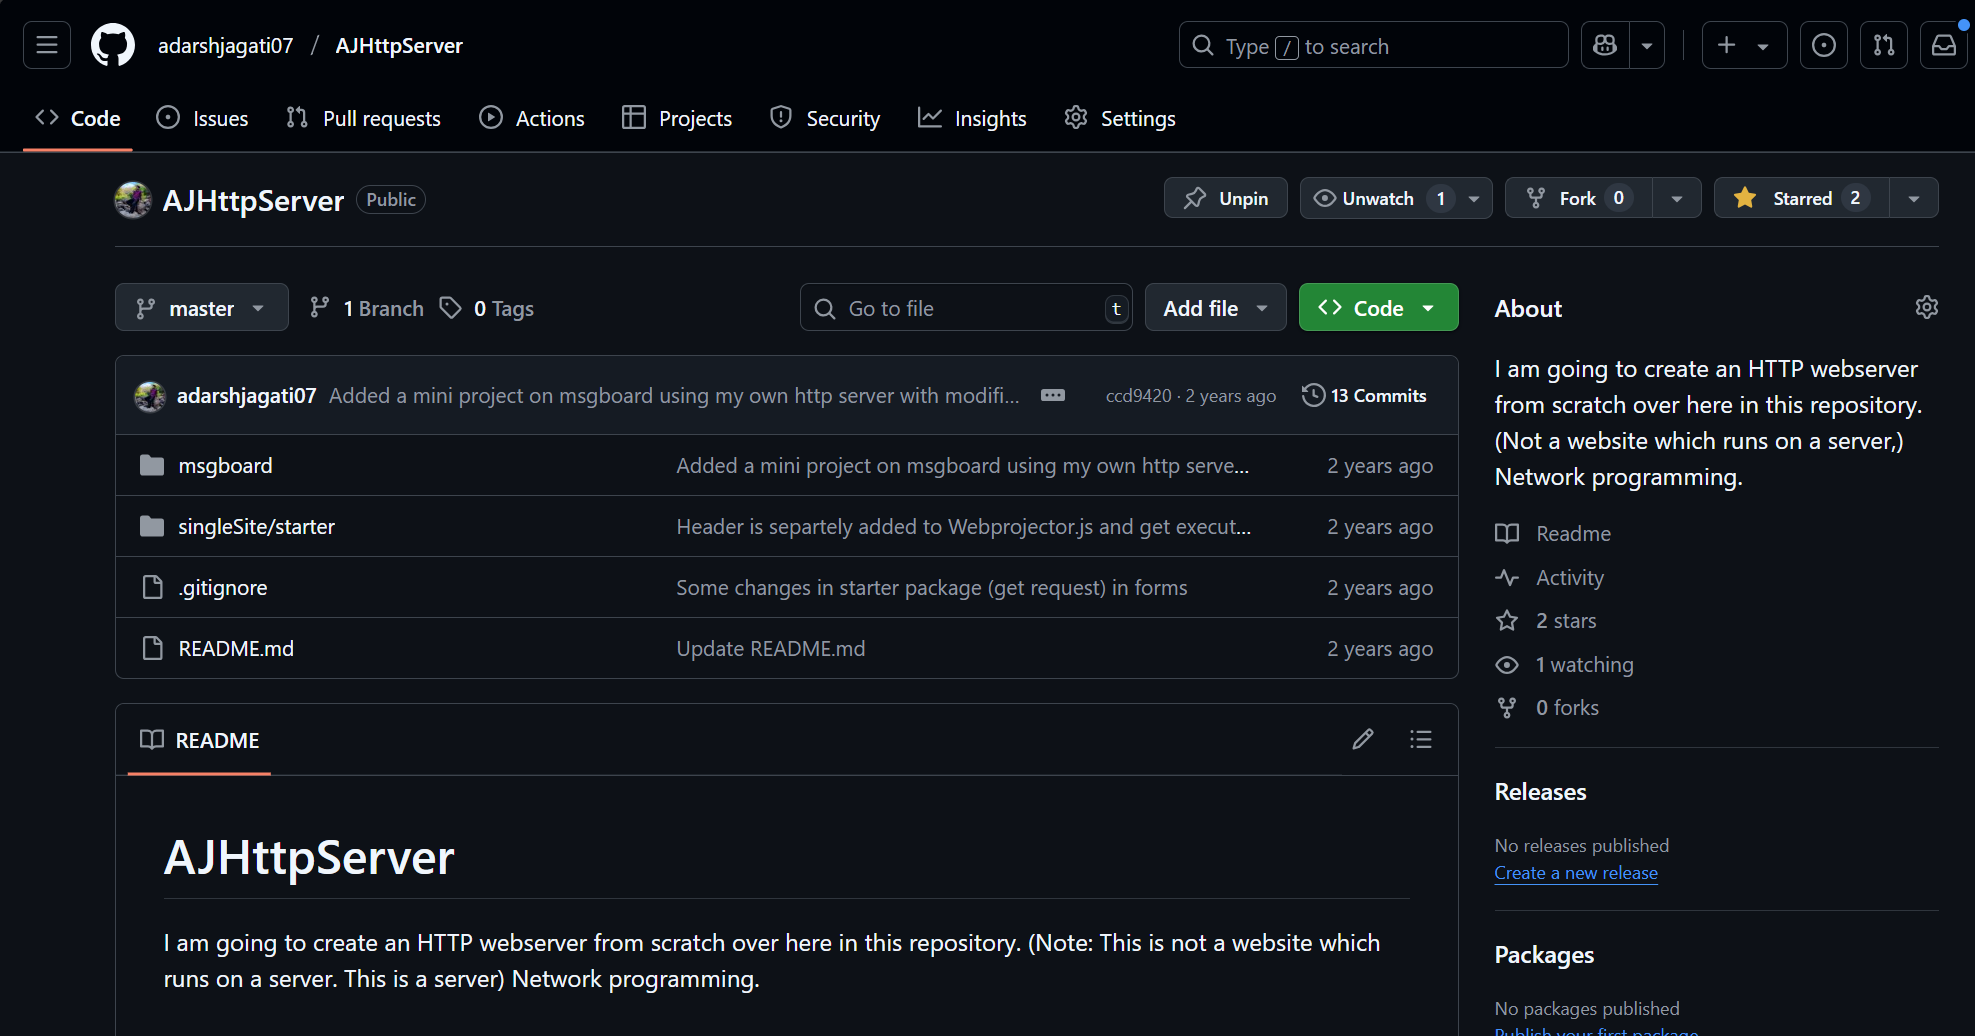 adarshjagati07 / AJHttpServer
Type / to search
Code Issues Pull requests Actions Projects Security Insights Settings
AJHttpServer Public
Unpin Unwatch 1 Fork 0 Starred 2
master 1 Branch 0 Tags
Go to file t Add file Code
adarshjagati07 Added a mini project on msgboard using my own http server with modifi... ccd9420 · 2 years ago 13 Commits
msgboard Added a mini project on msgboard using my own http serve... 2 years ago
singleSite/starter Header is separtely added to Webprojector.js and get execut... 2 years ago
.gitignore Some changes in starter package (get request) in forms 2 years ago
README.md Update README.md 2 years ago
README
AJHttpServer
I am going to create an HTTP webserver from scratch over here in this repository. (Note: This is not a website which
runs on a server. This is a server) Network programming.
About
I am going to create an HTTP webserver
from scratch over here in this repository.
(Not a website which runs on a server,)
Network programming.
Readme
Activity
2 stars
1 watching
0 forks
Releases
No releases published
Create a new release
Packages
No packages published
Publish your first package